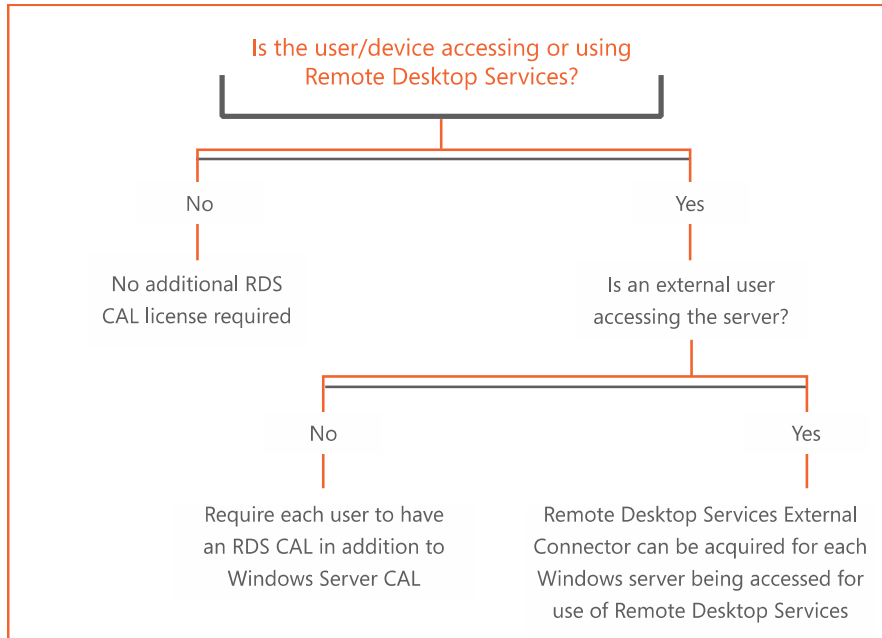 Is the user/device accessing or using
Remote Desktop Services?
No
Yes
No additional RDS
CAL license required
Is an external user
accessing the server?
No
Yes
Require each user to have
an RDS CAL in addition to
Windows Server CAL
Remote Desktop Services External
Connector can be acquired for each
Windows server being accessed for
use of Remote Desktop Services